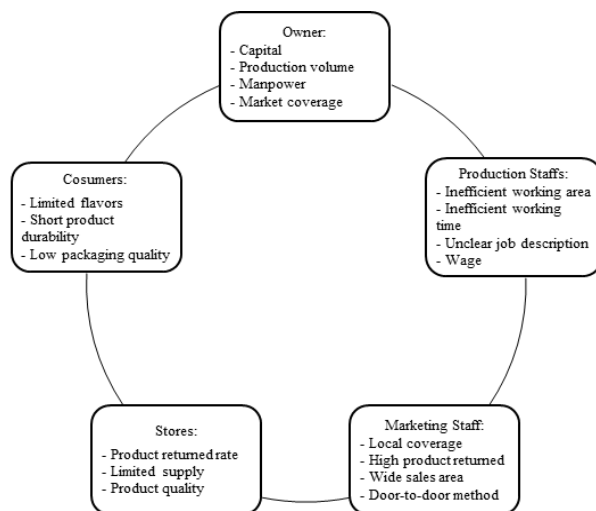 Owner:
- Capital
- Production volume
- Manpower
- Market coverage
Cosumers:
- Limited flavors
- Short product
durability
- Low packaging quality
Production Staffs:
- Inefficient working area
- Inefficient working
time
- Unclear job description
- Wage
Stores:
- Product returned rate
- Limited supply
- Product quality
Marketing Staff:
- Local coverage
- High product returned
- Wide sales area
- Door-to-door method